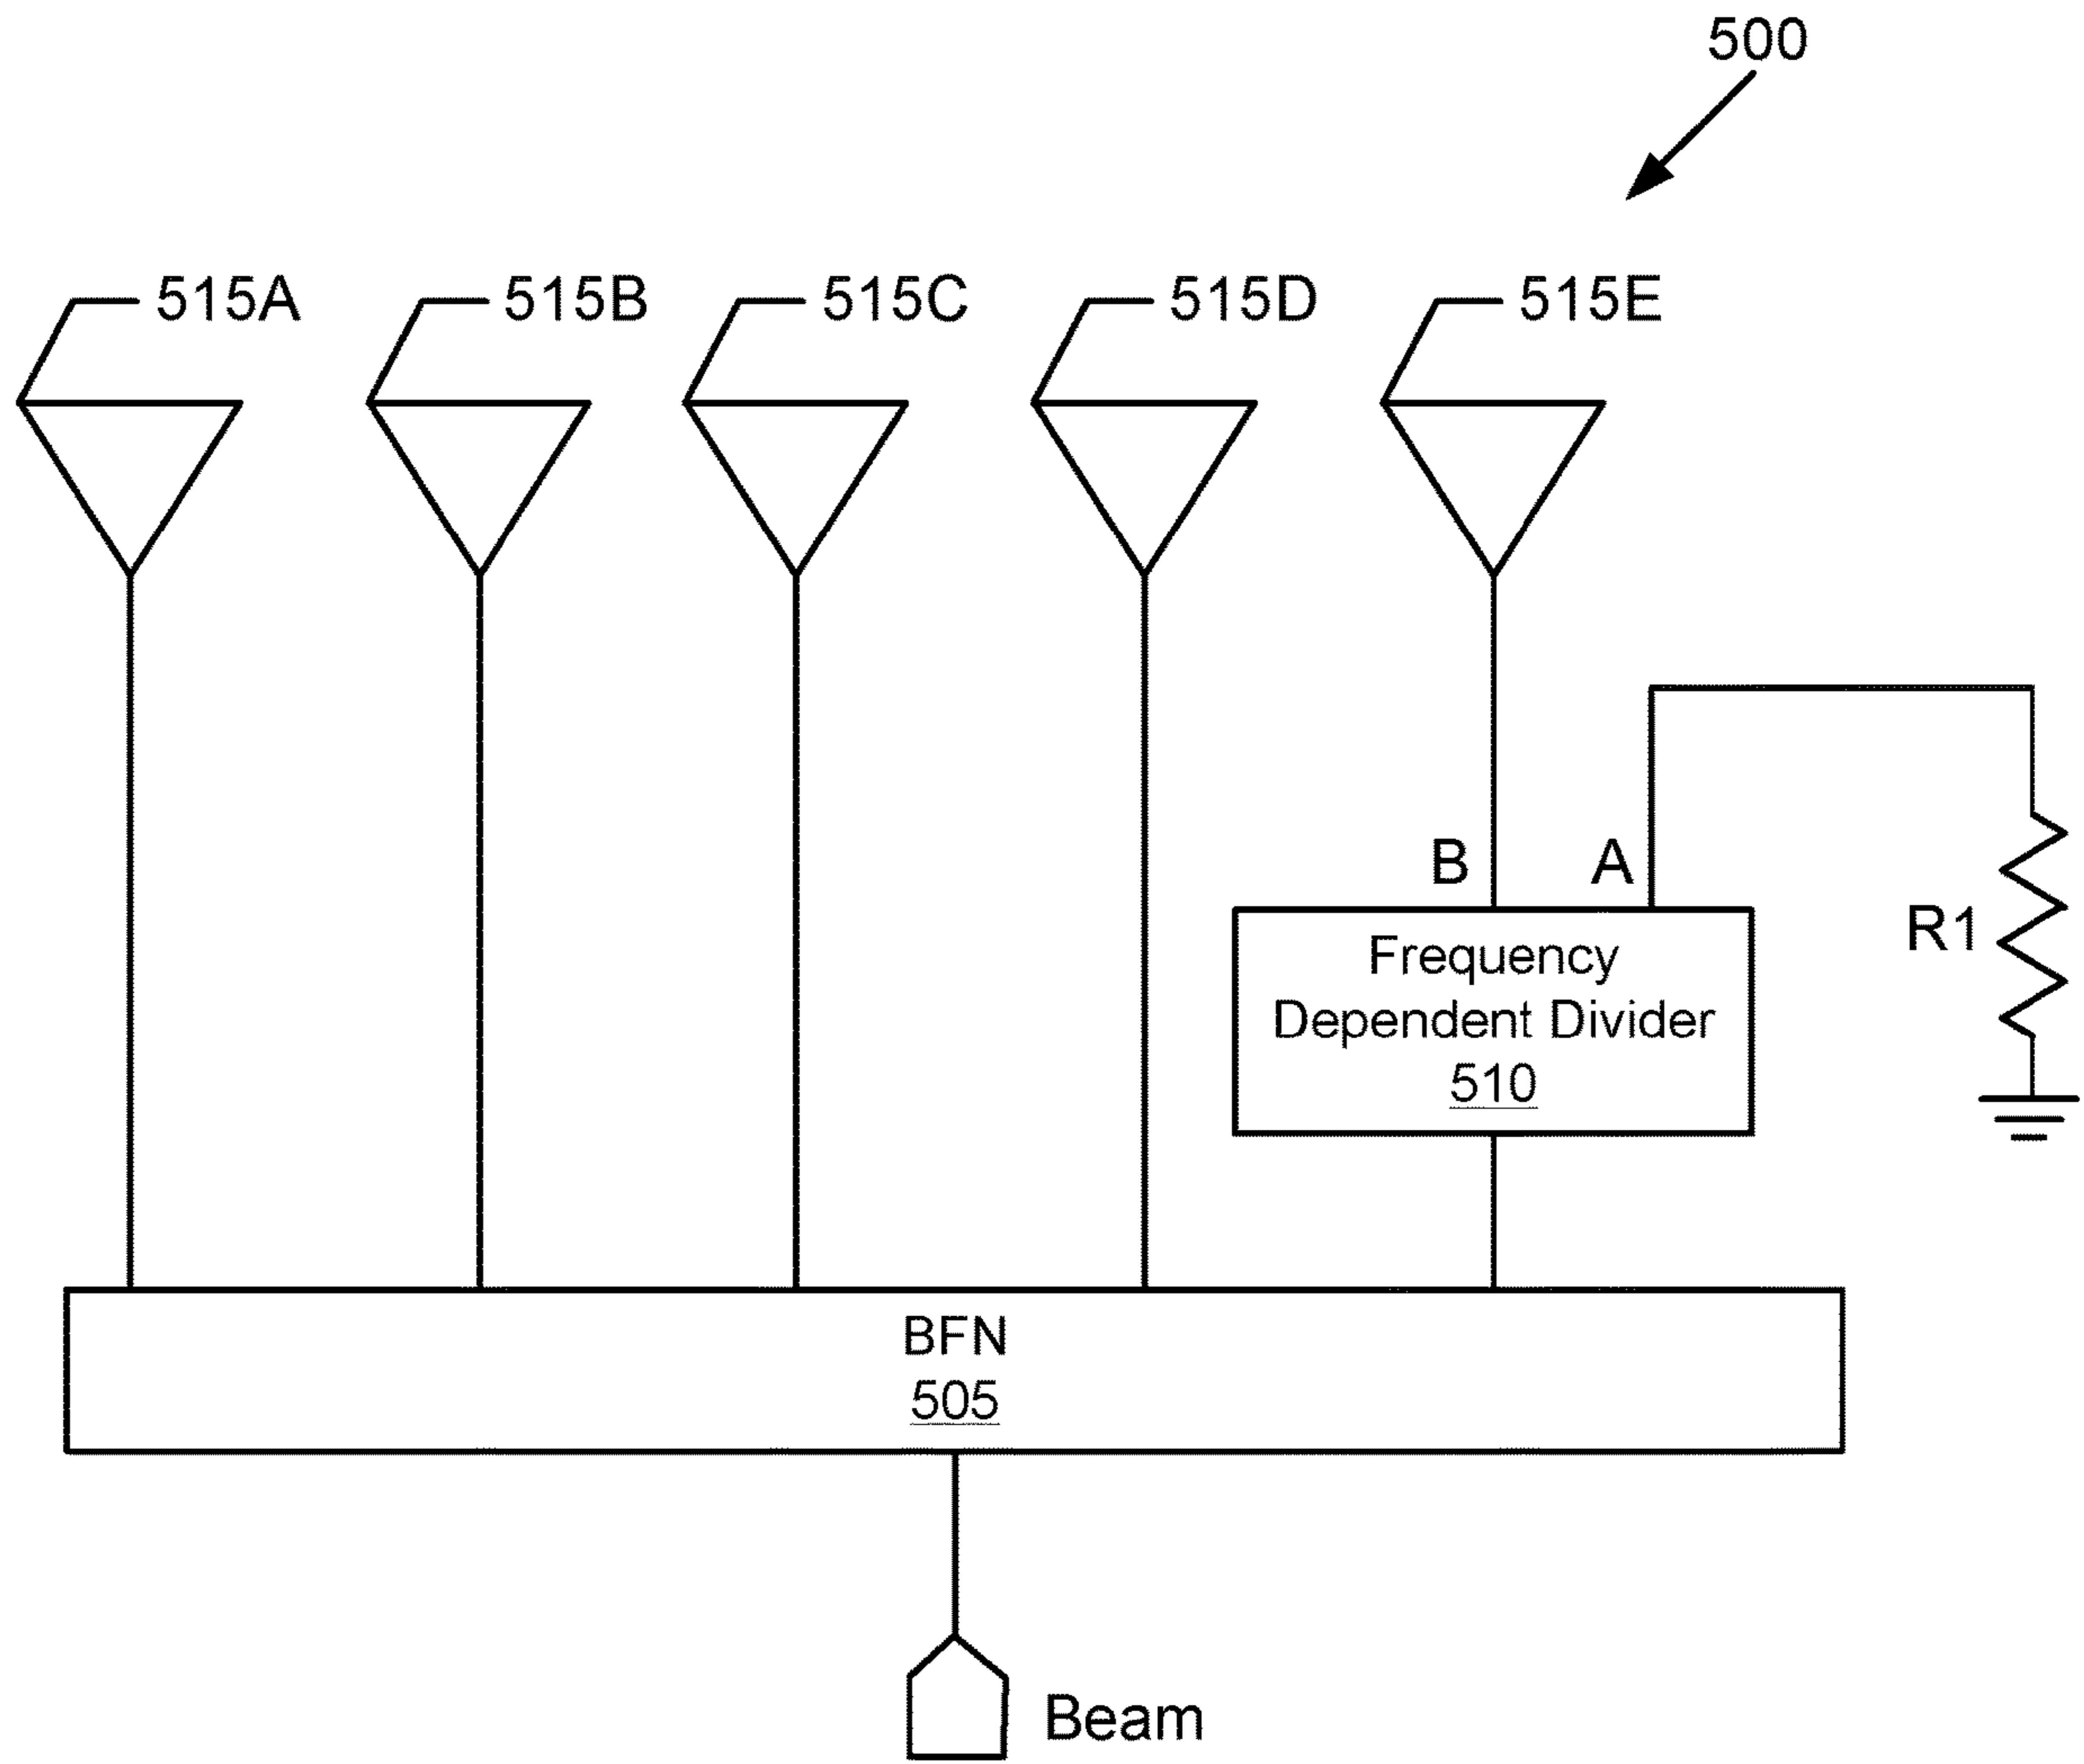 500
515A 515B 515C 515D 515E
B A
Frequency
Dependent Divider
510
R1
BFN
505
Beam